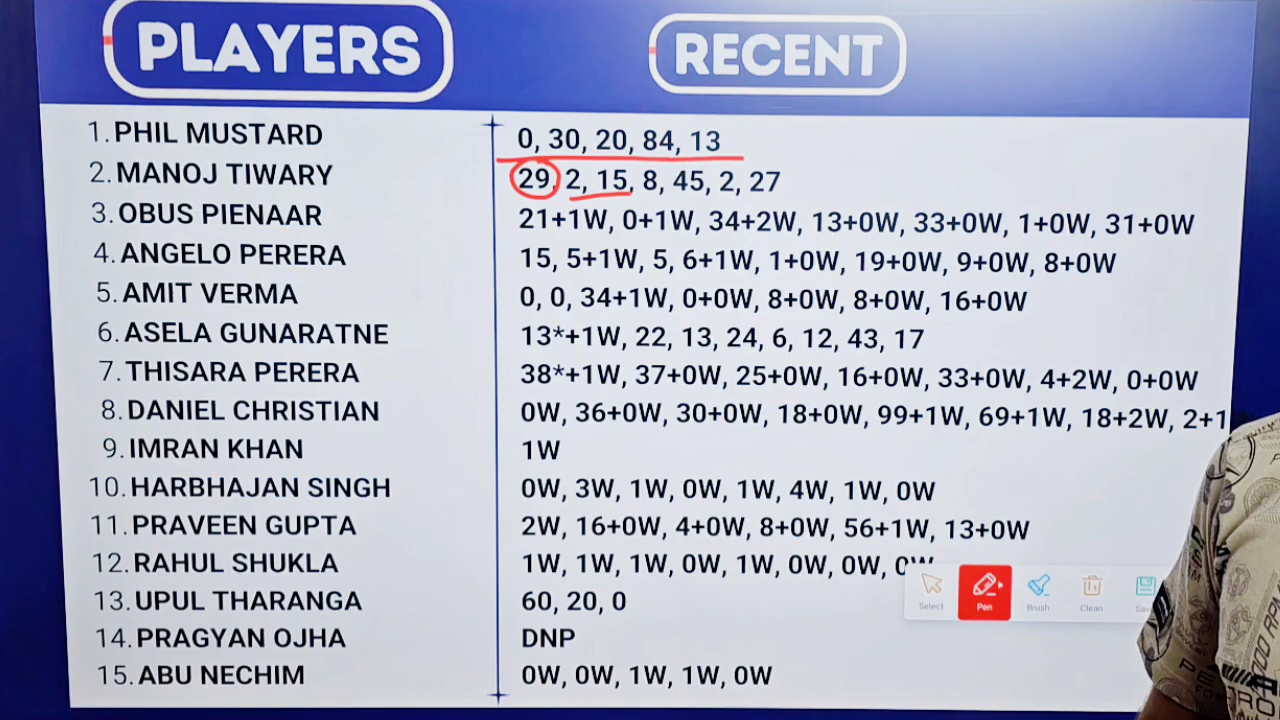 PLAYERS RECENT
1. PHIL MUSTARD 0, 30, 20, 84, 13
2. MANOJ TIWARY 29, 2, 15, 8, 45, 2, 27
3. OBUS PIENAAR 21+1W, 0+1W, 34+2W, 13+0W, 33+0W, 1+0W, 31+0W
4. ANGELO PERERA 15, 5+1W, 5, 6+1W, 1+0W, 19+0W, 9+0W, 8+0W
5. AMIT VERMA 0, 0, 34+1W, 0+0W, 8+0W, 8+0W, 16+0W
6. ASELA GUNARATNE 13*+1W, 22, 13, 24, 6, 12, 43, 17
7. THISARA PERERA 38*+1W, 37+0W, 25+0W, 16+0W, 33+0W, 4+2W, 0+0W
8. DANIEL CHRISTIAN 0W, 36+0W, 30+0W, 18+0W, 99+1W, 69+1W, 18+2W, 2+1
9. IMRAN KHAN 1W
10. HARBHAJAN SINGH 0W, 3W, 1W, 0W, 1W, 4W, 1W, 0W
11. PRAVEEN GUPTA 2W, 16+0W, 4+0W, 8+0W, 56+1W, 13+0W
12. RAHUL SHUKLA 1W, 1W, 1W, 0W, 1W, 0W, 0W, 0W
Select Pen Brush Clean
13. UPUL THARANGA 60, 20, 0
14. PRAGYAN OJHA DNP
15. ABU NECHIM 0W, 0W, 1W, 1W, 0W